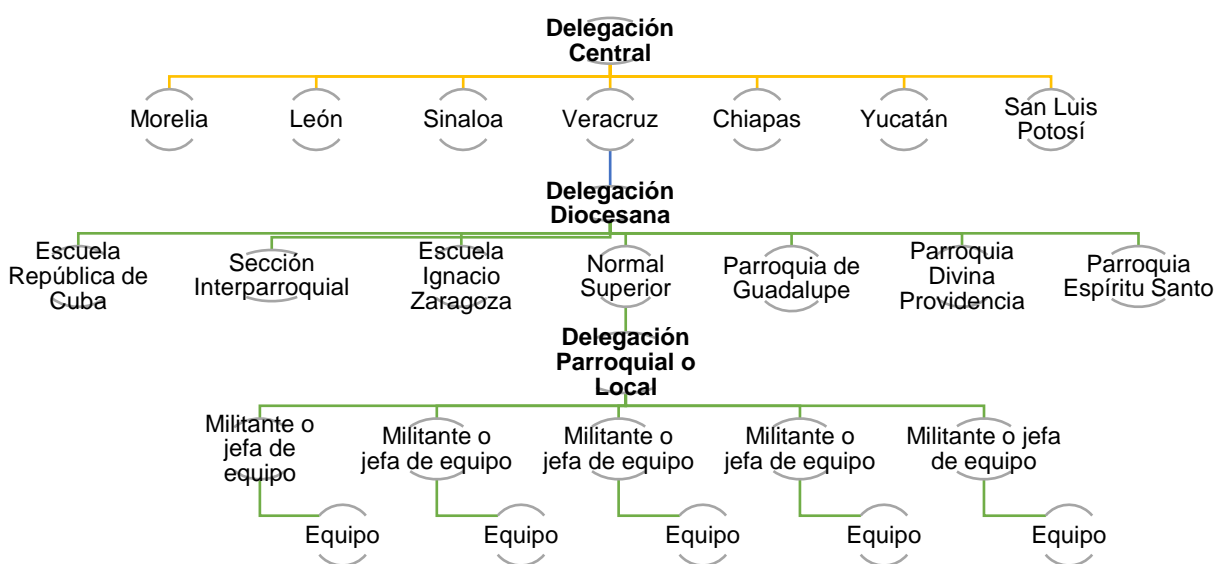 Delegación
Central
Morelia
León
Sinaloa
Veracruz
Chiapas
Yucatán
San Luis
Potosí
Delegación
Diocesana
Escuela
República de
Cuba
Sección
Interparroquial
Escuela
Ignacio
Zaragoza
Normal
Superior
Parroquia de
Guadalupe
Parroquia
Divina
Providencia
Parroquia
Espíritu Santo
Delegación
Parroquial o
Local
Militante o
jefa de
equipo
Militante o
jefa de equipo
Militante o
jefa de equipo
Militante o
jefa de equipo
Militante o jefa
de equipo
Equipo
Equipo
Equipo
Equipo
Equipo